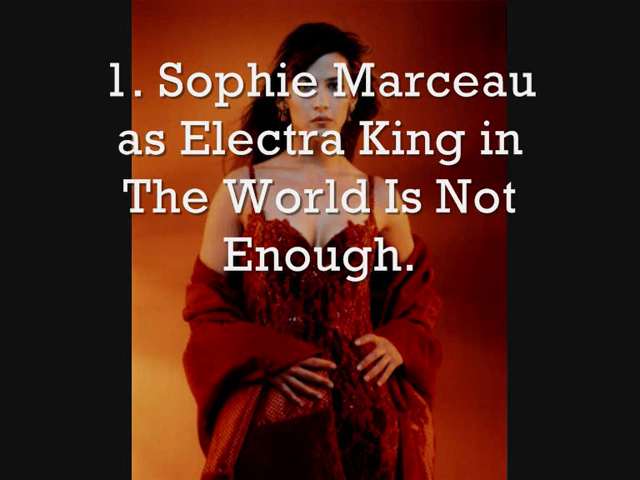 1. Sophie Marceau
as Electra King in
The World Is Not
Enough.